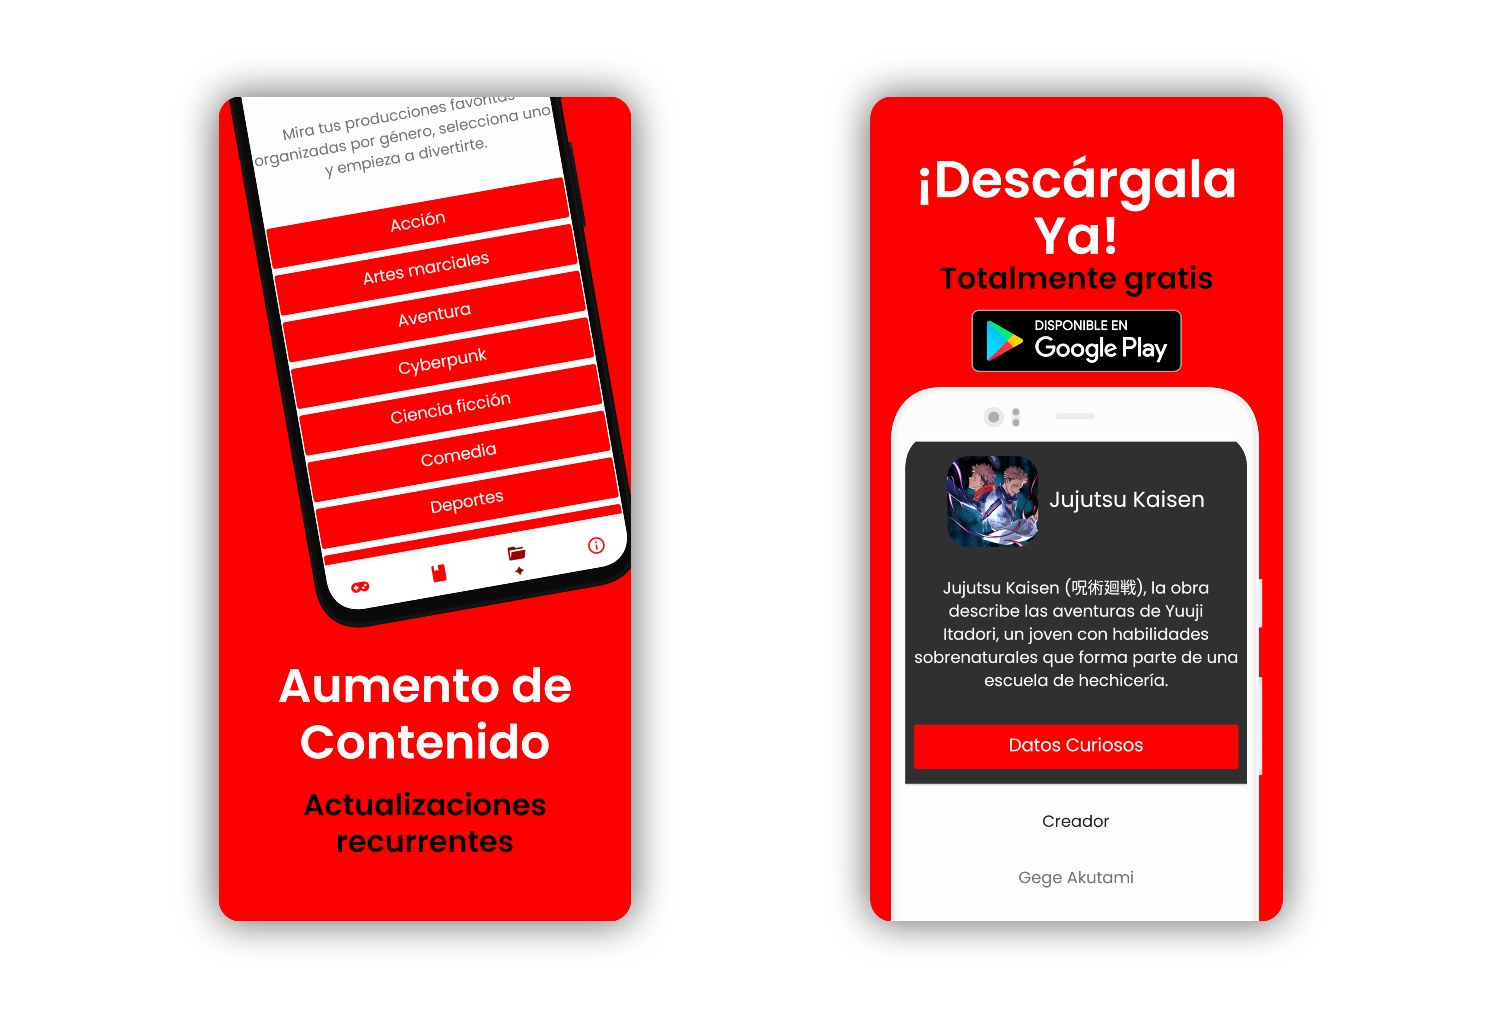 Mira tus producciones favoritas
organizadas por género, selecciona uno
y empieza a divertirte.
Acción
Artes marciales
Aventura
Cyberpunk
Ciencia ficción
Comedia
Deportes
Aumento de
Contenido
Actualizaciones
recurrentes
¡Descárgala
Ya!
Totalmente gratis
DISPONIBLE EN
Google Play
Jujutsu Kaisen
Jujutsu Kaisen (呪術廻戦), la obra
describe las aventuras de Yuuji
Itadori, un joven con habilidades
sobrenaturales que forma parte de una
escuela de hechicería.
Datos Curiosos
Creador
Gege Akutami